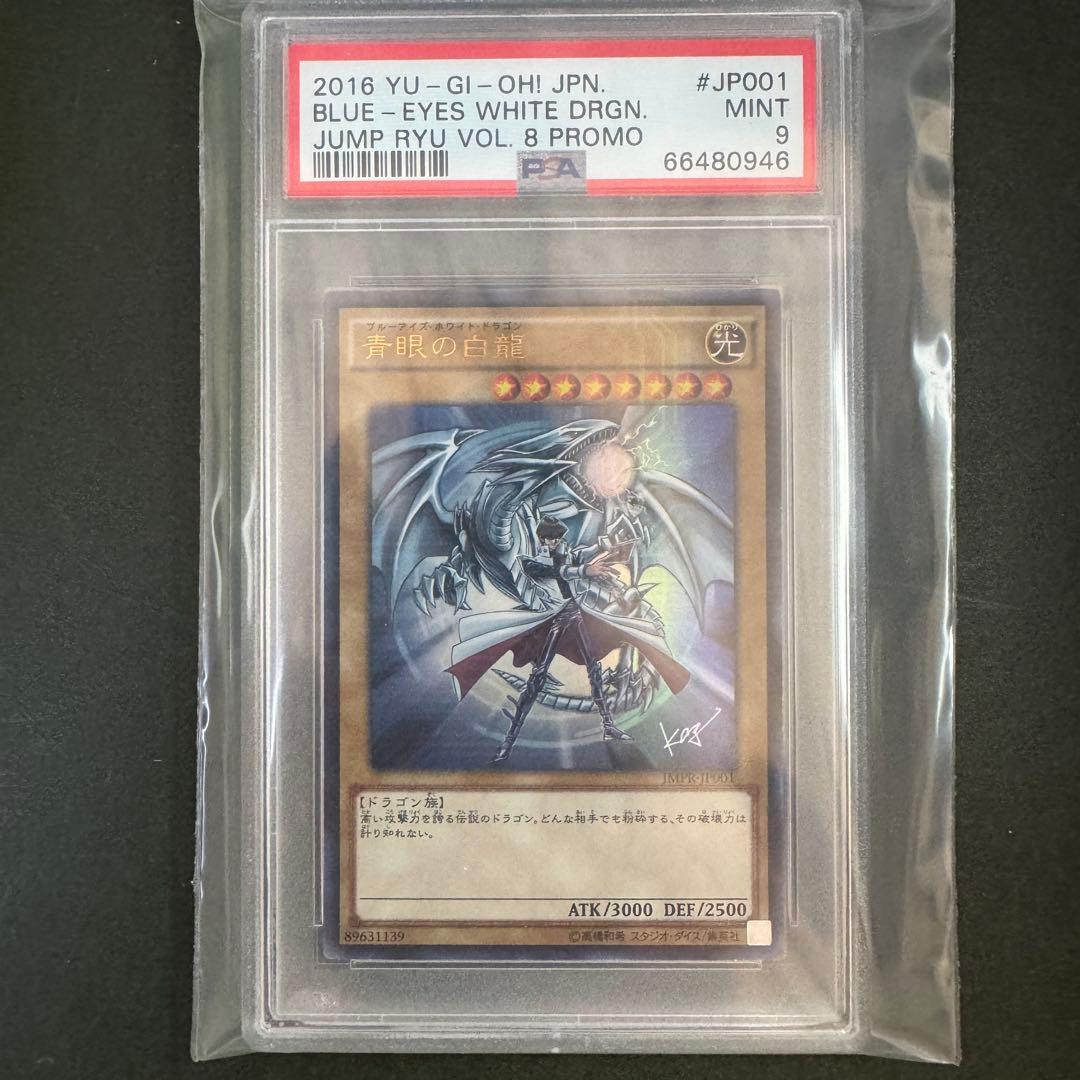 2016 YU-GI-OH! JPN. #JP001
BLUE-EYES WHITE DRGN. MINT
JUMP RYU VOL. 8 PROMO 9
PSA 66480946
ブルーアイズ・ホワイト・ドラゴン
青眼の白龍
ひかり
光
Kaz
JMPR-JP001
【ドラゴン族】
高い攻撃力を誇る伝説のドラゴン。どんな相手でも粉砕する、その破壊力は
計り知れない。
ATK/3000 DEF/2500
89631139 ©高橋和希 スタジオ・ダイス/集英社